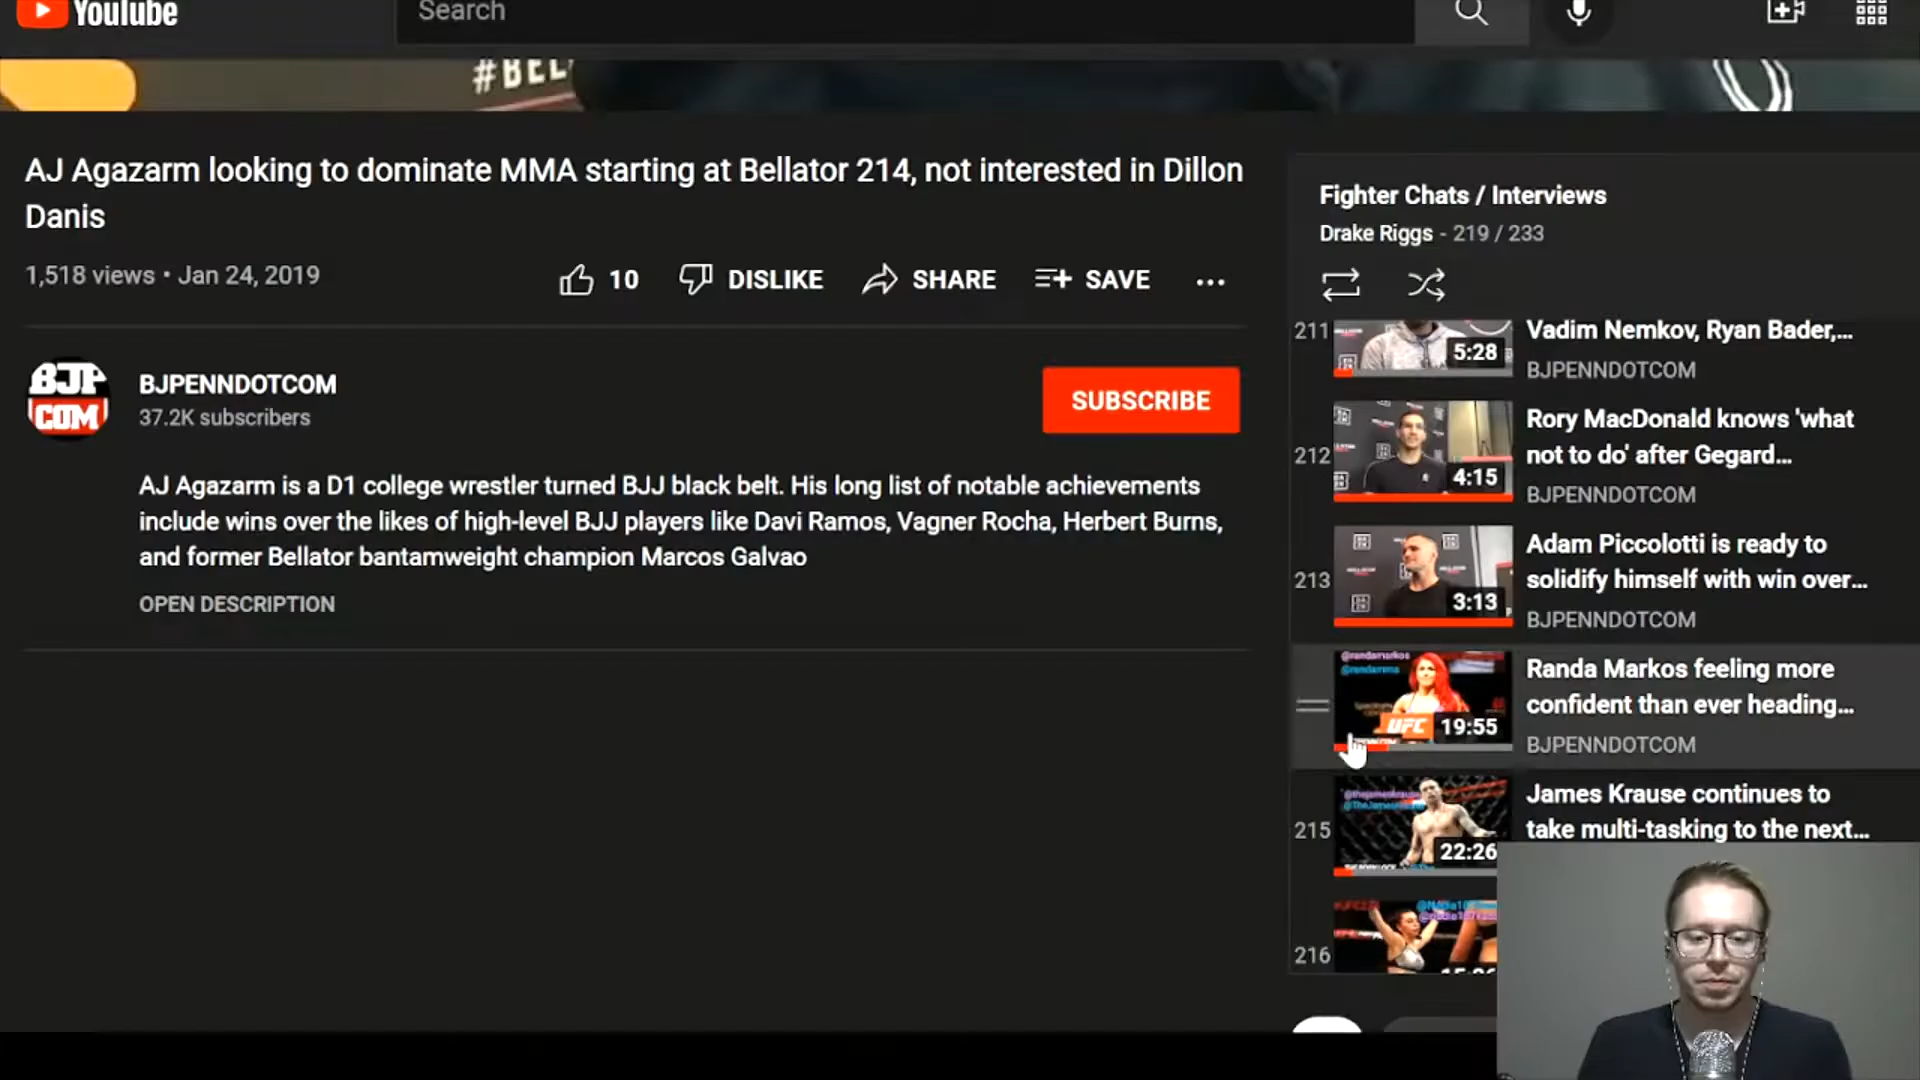 YouTube
Search
#BEL
AJ Agazarm looking to dominate MMA starting at Bellator 214, not interested in Dillon
Danis
1,518 views • Jan 24, 2019
10
DISLIKE
SHARE
SAVE
BJP
COM
BJPENNDOTCOM
37.2K subscribers
SUBSCRIBE
AJ Agazarm is a D1 college wrestler turned BJJ black belt. His long list of notable achievements
include wins over the likes of high-level BJJ players like Davi Ramos, Vagner Rocha, Herbert Burns,
and former Bellator bantamweight champion Marcos Galvao
OPEN DESCRIPTION
Fighter Chats / Interviews
Drake Riggs - 219 / 233
211
5:28
Vadim Nemkov, Ryan Bader,...
BJPENNDOTCOM
212
4:15
Rory MacDonald knows 'what
not to do' after Gegard...
BJPENNDOTCOM
213
3:13
Adam Piccolotti is ready to
solidify himself with win over...
BJPENNDOTCOM
@randamarkos
@randamma
UFC
19:55
Randa Markos feeling more
confident than ever heading...
BJPENNDOTCOM
215
22:26
James Krause continues to
take multi-tasking to the next...
216